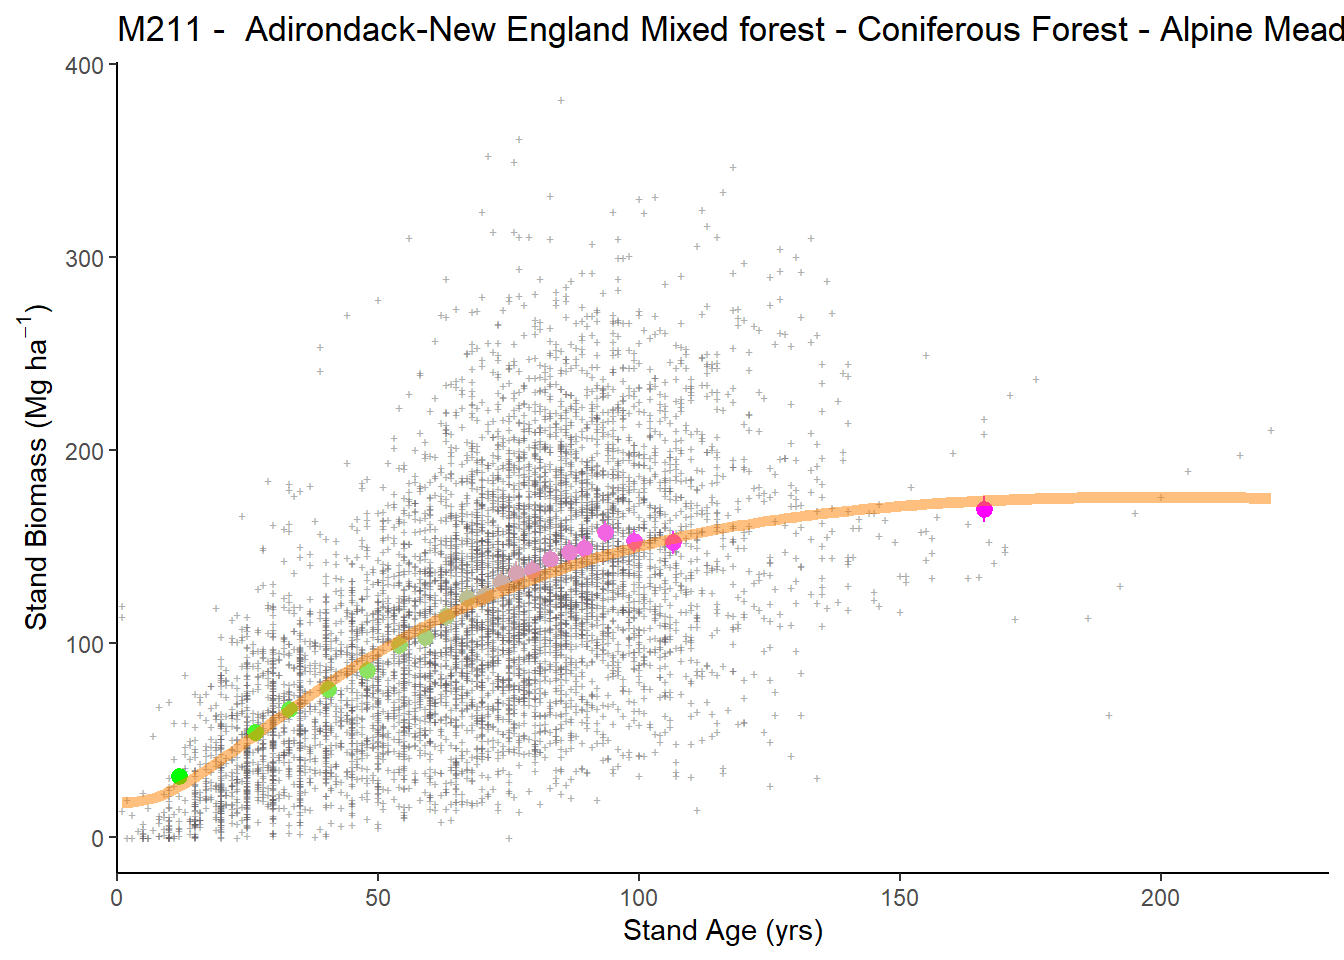 M211 -  Adirondack-New England Mixed forest - Coniferous Forest - Alpine Mead
400
300
200
100
0
Stand Biomass (Mg ha⁻¹)
0 50 100 150 200
Stand Age (yrs)